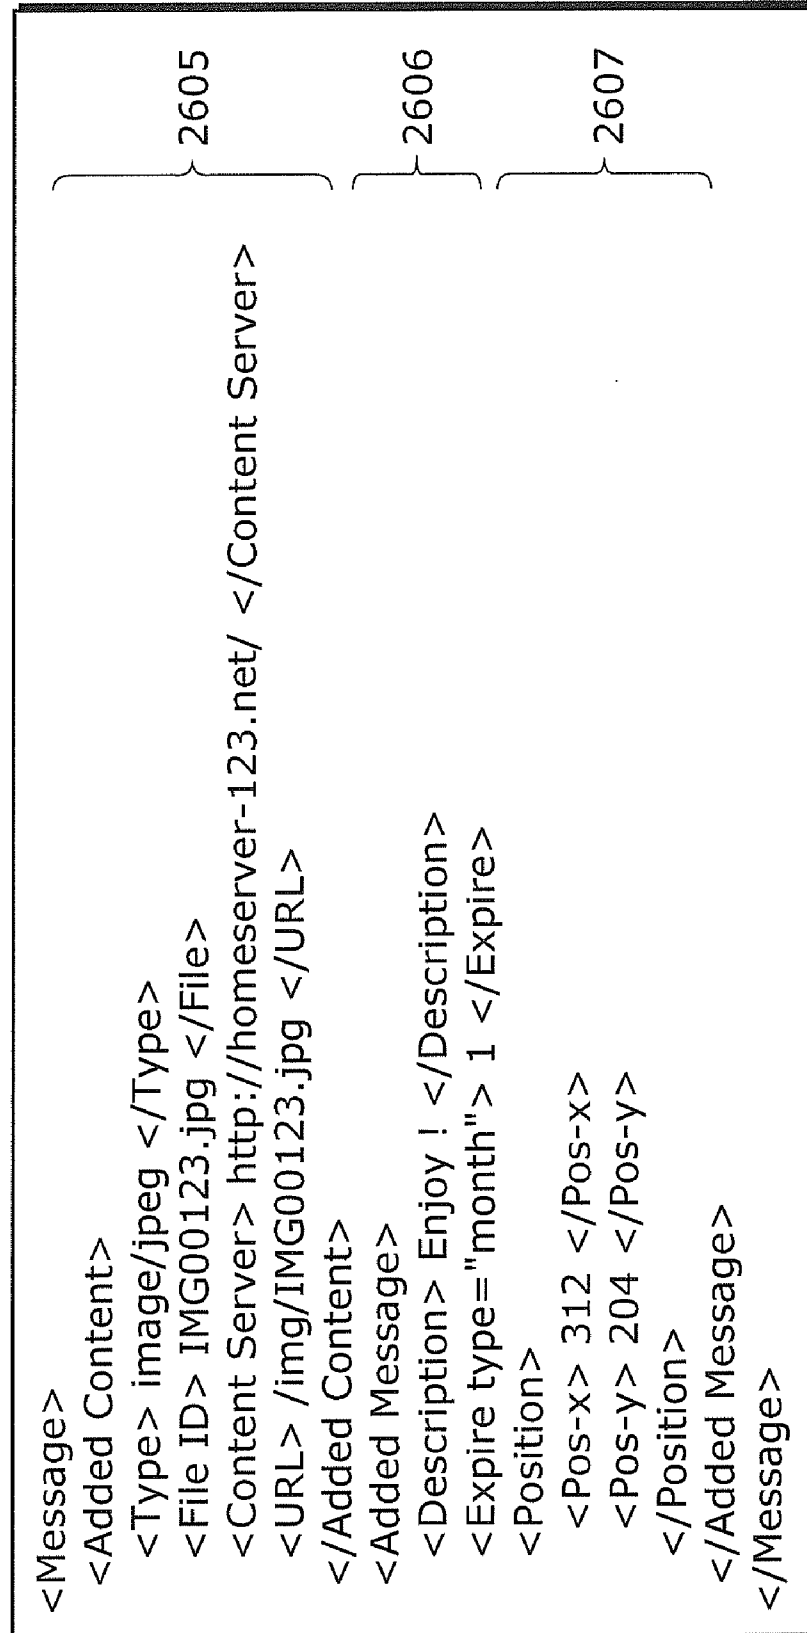 <Message>
<Added Content>
<Type> image/jpeg </Type>
<File ID> IMG00123.jpg </File>
<Content Server> http://homeserver-123.net/ </Content Server>
<URL> /img/IMG00123.jpg </URL>
</Added Content>
<Added Message>
<Description> Enjoy ! </Description>
<Expire type="month"> 1 </Expire>
<Position>
<Pos-x> 312 </Pos-x>
<Pos-y> 204 </Pos-y>
</Position>
</Added Message>
</Message>
2605
2606
2607